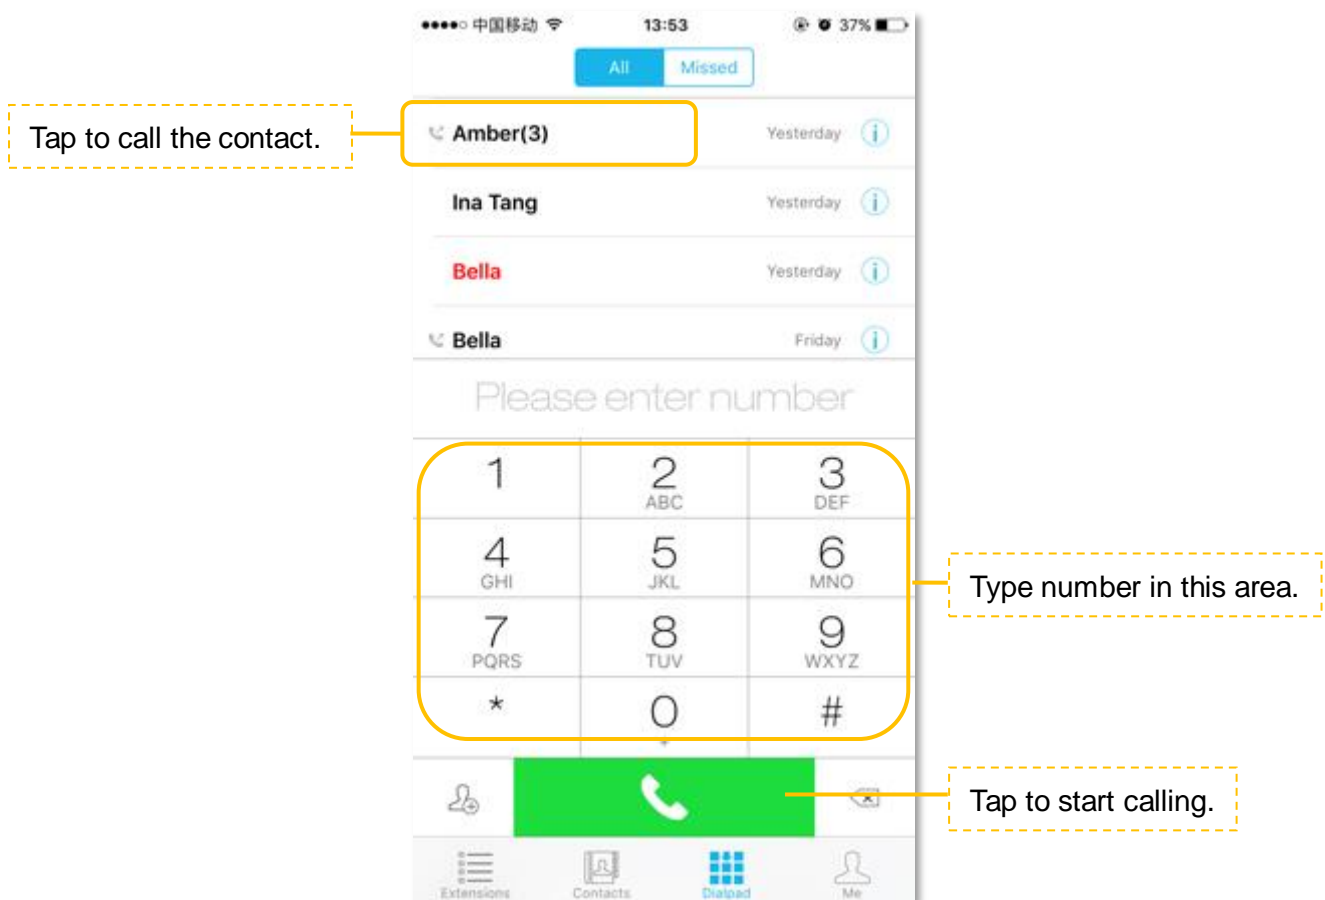 中国移动 13:53 37%
All Missed
Tap to call the contact.
Amber(3) Yesterday
Ina Tang Yesterday
Bella Yesterday
Bella Friday
Please enter number
1 2 3
ABC DEF
4 5 6
GHI JKL MNO
Type number in this area.
7 8 9
PQRS TUV WXYZ
* 0 #
+
Tap to start calling.
Extensions Contacts Dialpad Me